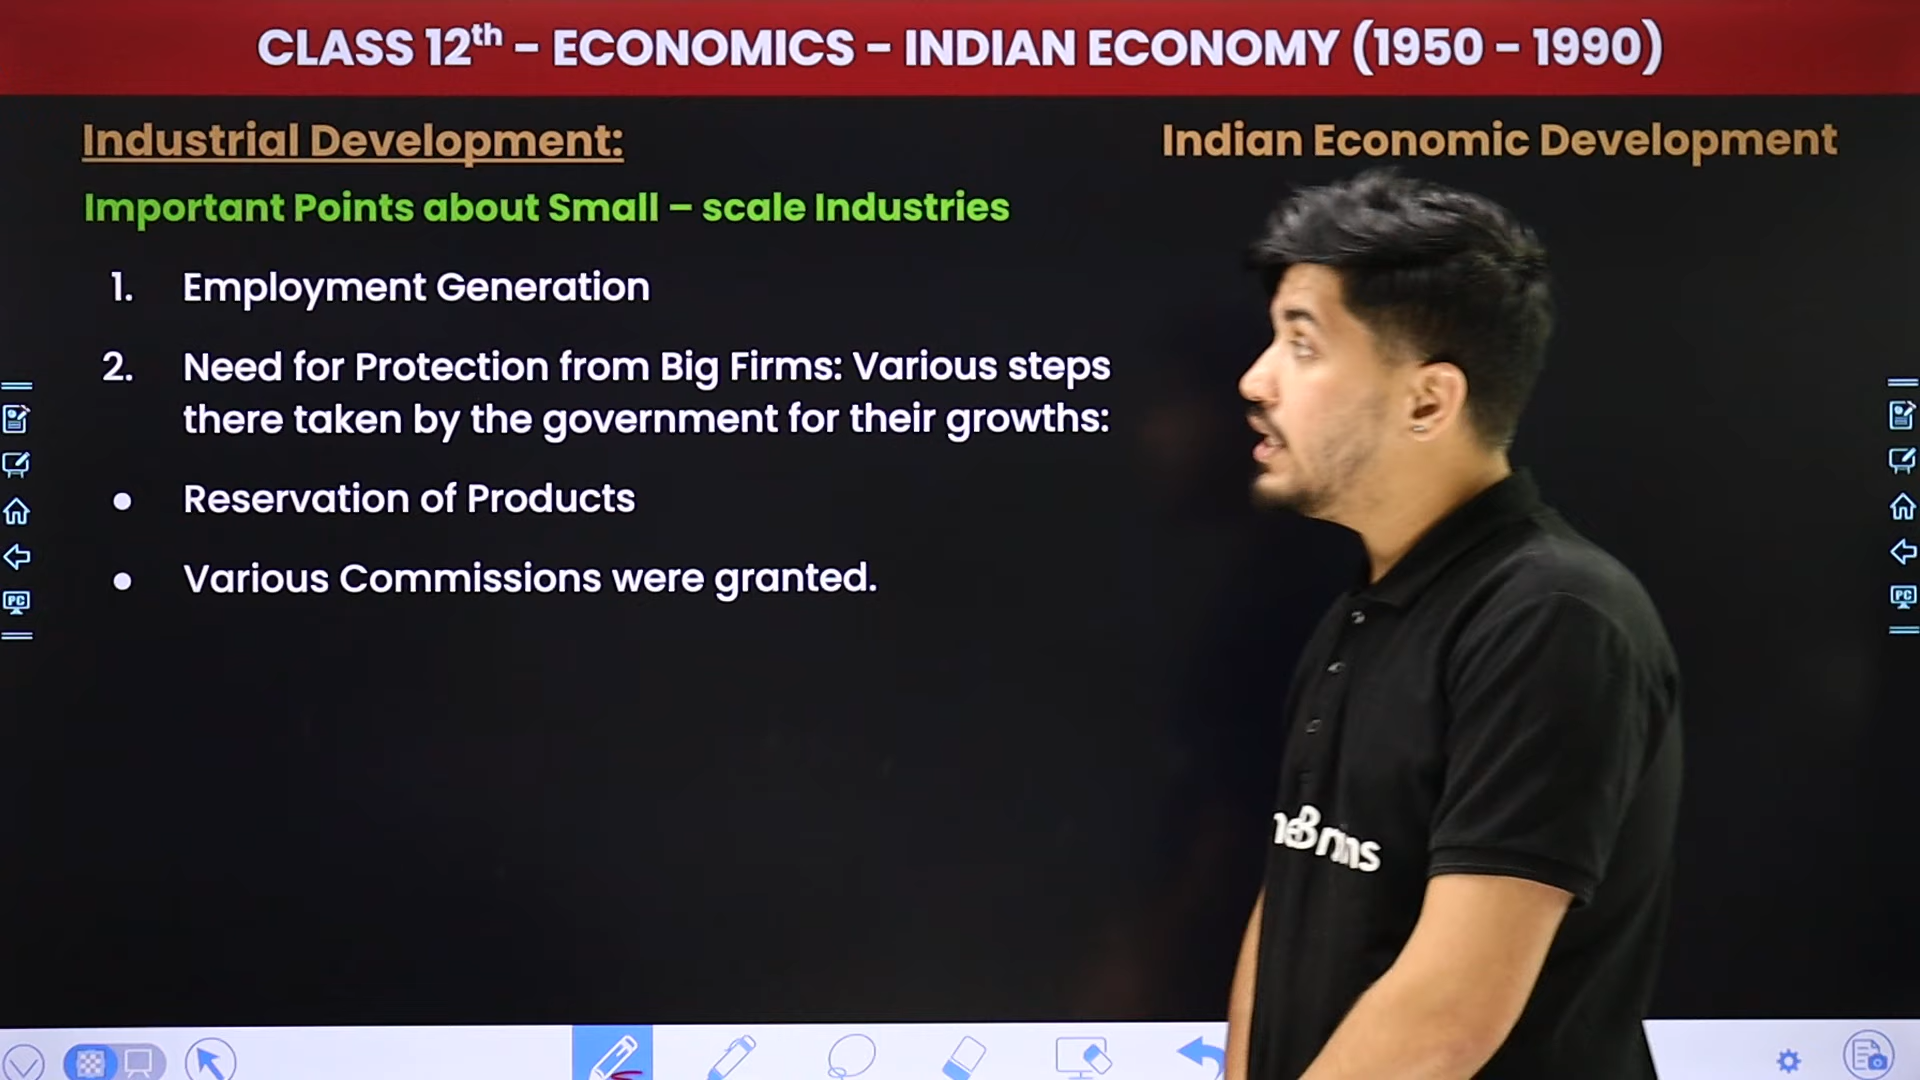 CLASS 12th – ECONOMICS – INDIAN ECONOMY (1950 – 1990)
Industrial Development:
Indian Economic Development
Important Points about Small – scale Industries
1. Employment Generation
2. Need for Protection from Big Firms: Various steps
there taken by the government for their growths:
• Reservation of Products
• Various Commissions were granted.
PC
PC